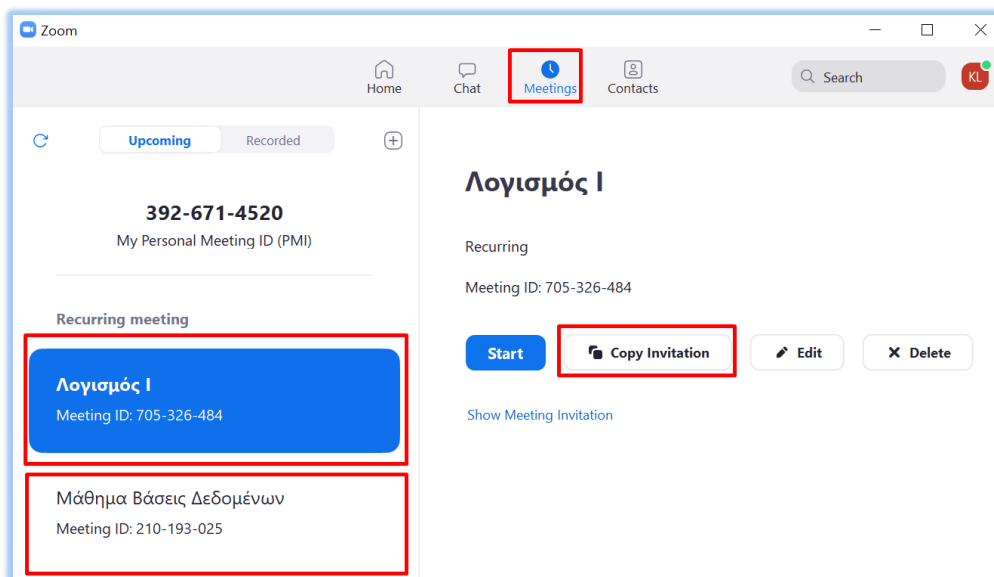 Zoom
Home Chat Meetings Contacts Search KL
Upcoming Recorded
392-671-4520
My Personal Meeting ID (PMI)
Recurring meeting
Λογισμός Ι
Meeting ID: 705-326-484
Μάθημα Βάσεις Δεδομένων
Meeting ID: 210-193-025
Λογισμός Ι
Recurring
Meeting ID: 705-326-484
Start Copy Invitation Edit Delete
Show Meeting Invitation